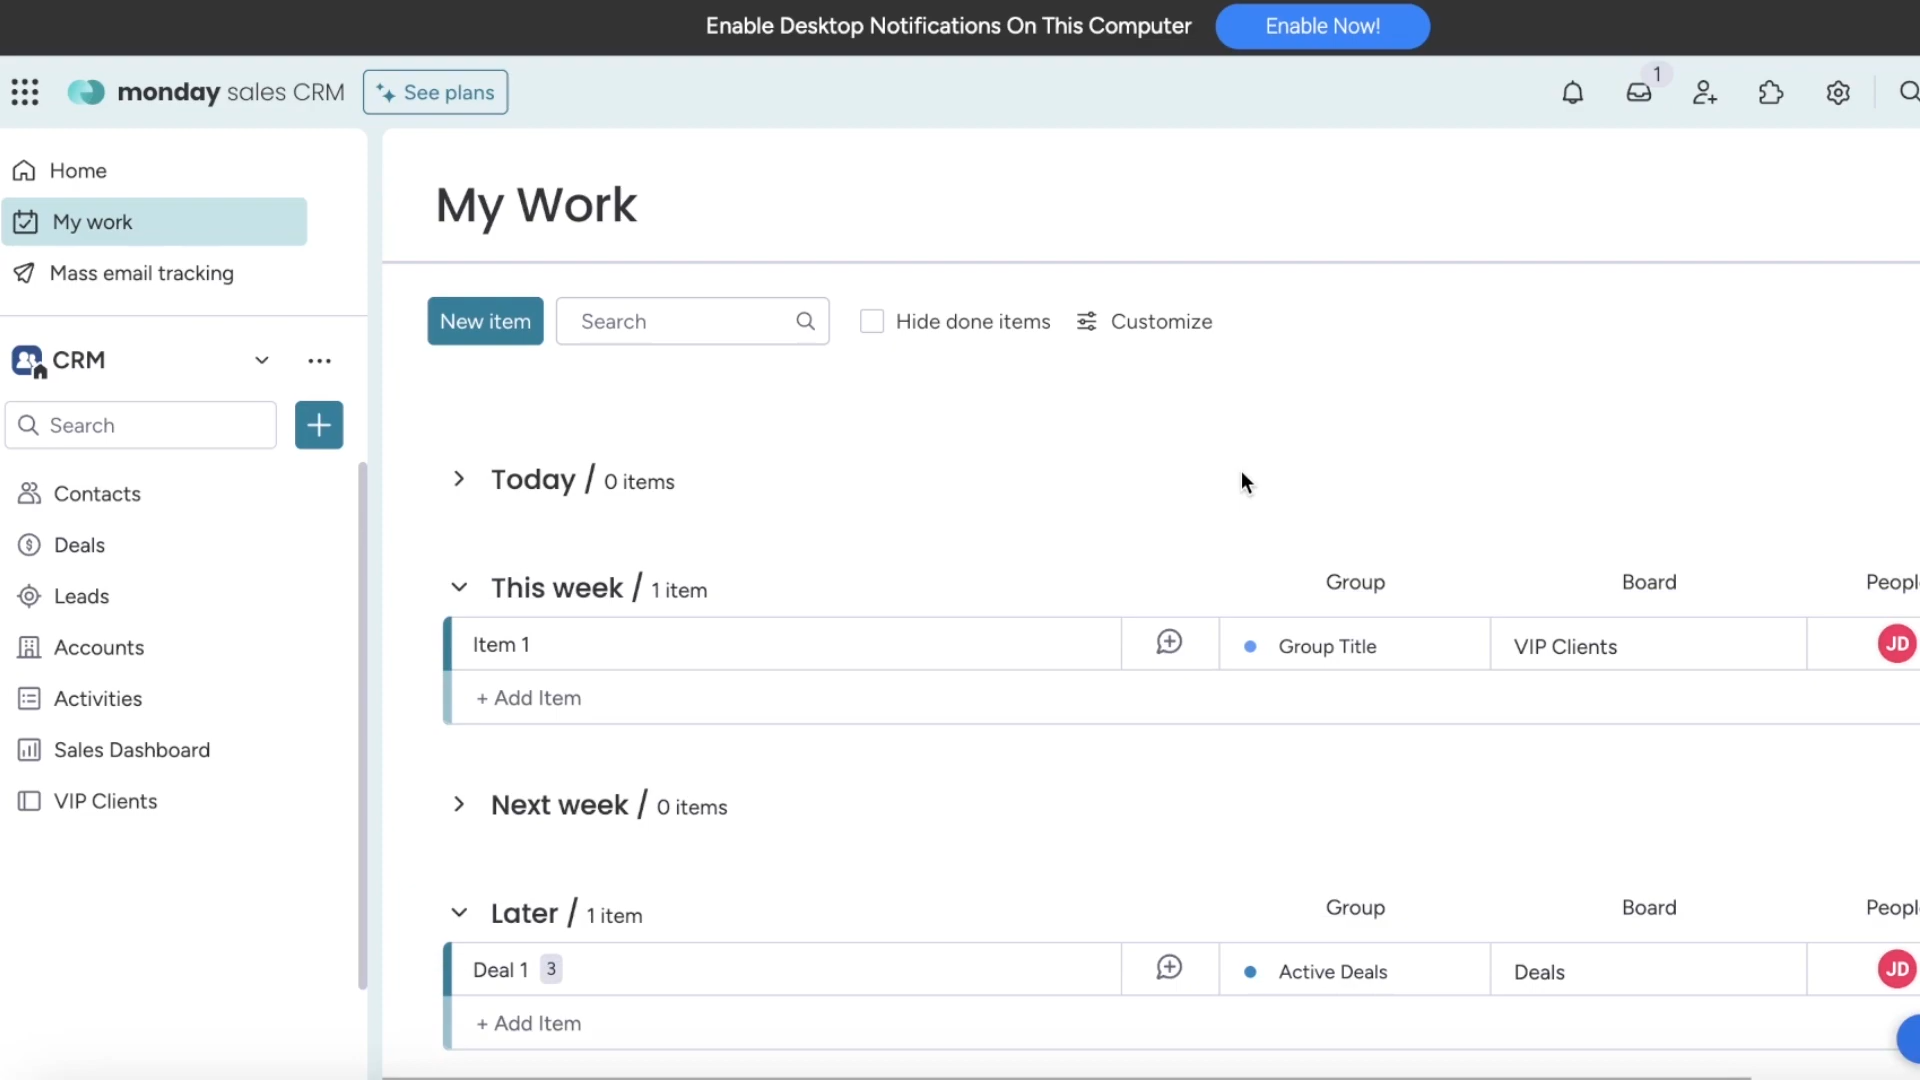 Enable Desktop Notifications On This Computer Enable Now!
monday sales CRM See plans 1
Home
My work
Mass email tracking
CRM
Search
Contacts
Deals
Leads
Accounts
Activities
Sales Dashboard
VIP Clients
My Work
New item Search Hide done items Customize
Today / 0 items
This week / 1 item Group Board Peopl
Item 1 Group Title VIP Clients JD
+ Add Item
Next week / 0 items
Later / 1 item Group Board Peopl
Deal 1 3 Active Deals Deals JD
+ Add Item